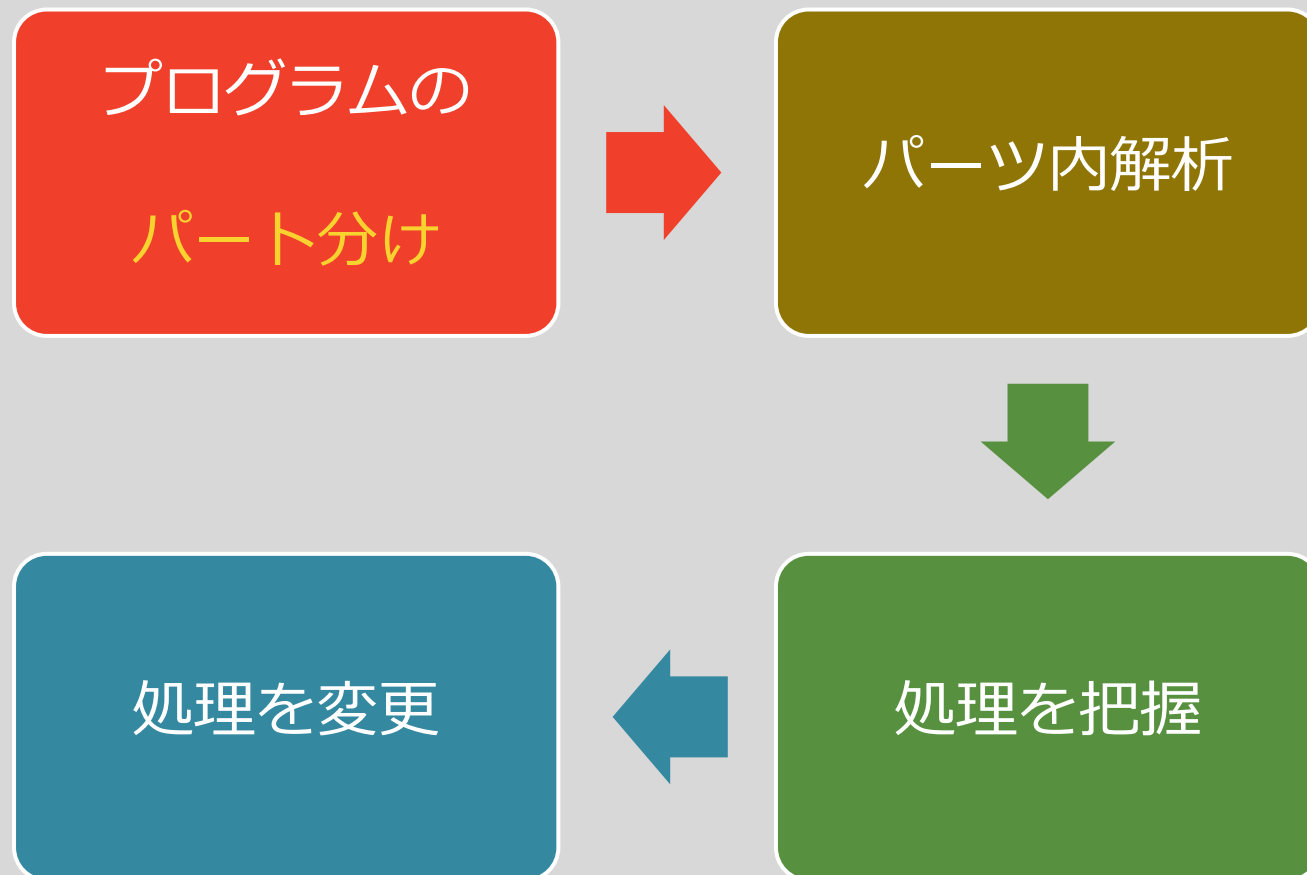 プログラムの
パート分け
パーツ内解析
処理を把握
処理を変更